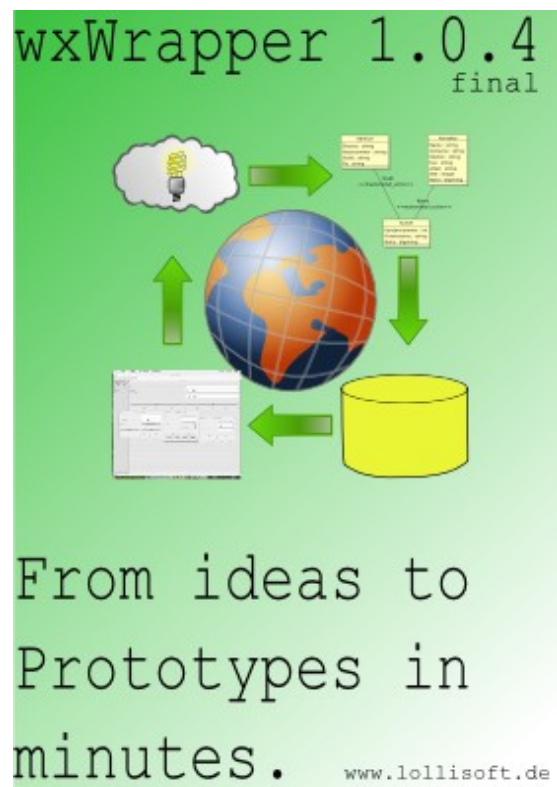 wxWrapper 1.0.4
final
From ideas to
Prototypes in
minutes.
www.lollisoft.de